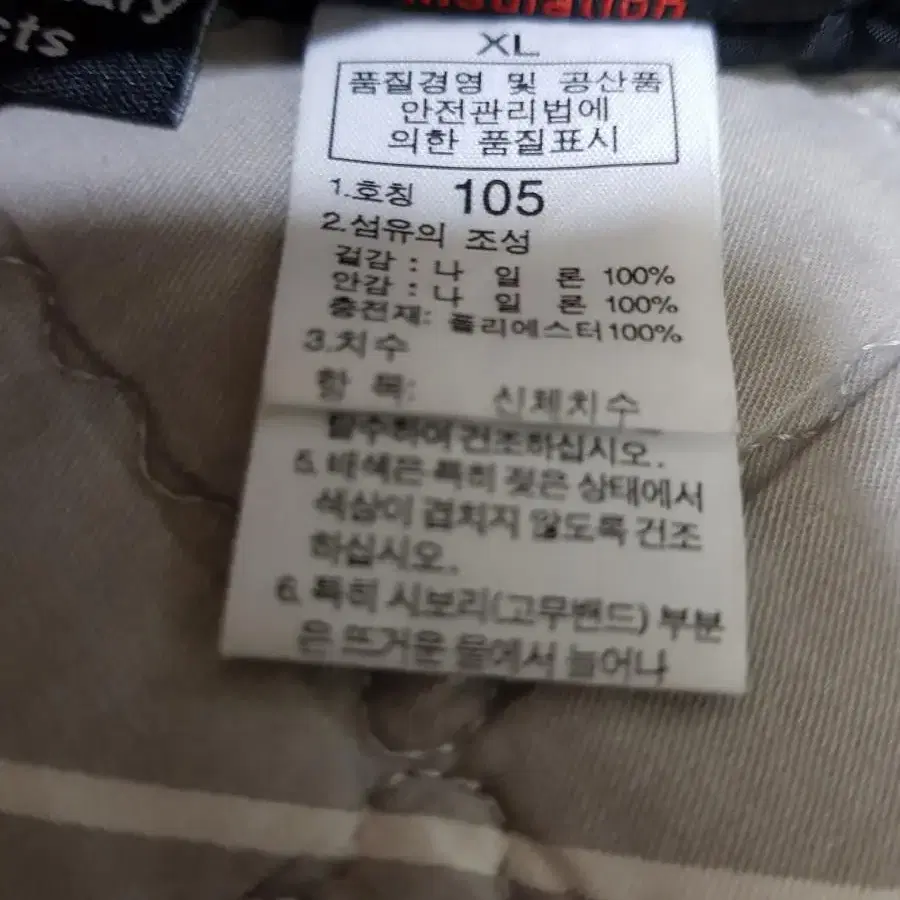 cts
Insulation
XL
품질경영 및 공산품
안전관리법에
의한 품질표시
1.호칭 105
2.섬유의 조성
겉감 : 나 일 론 100%
안감 : 나 일 론 100%
충전재: 폴리에스터100%
3.치수
항 목: 신체치수
탈수하여 건조하십시오.
5. 배색은 특히 젖은 상태에서
색상이 겹치지 않도록 건조
하십시오.
6. 특히 시보리(고무밴드) 부분
은 뜨거운 물에서 늘어나